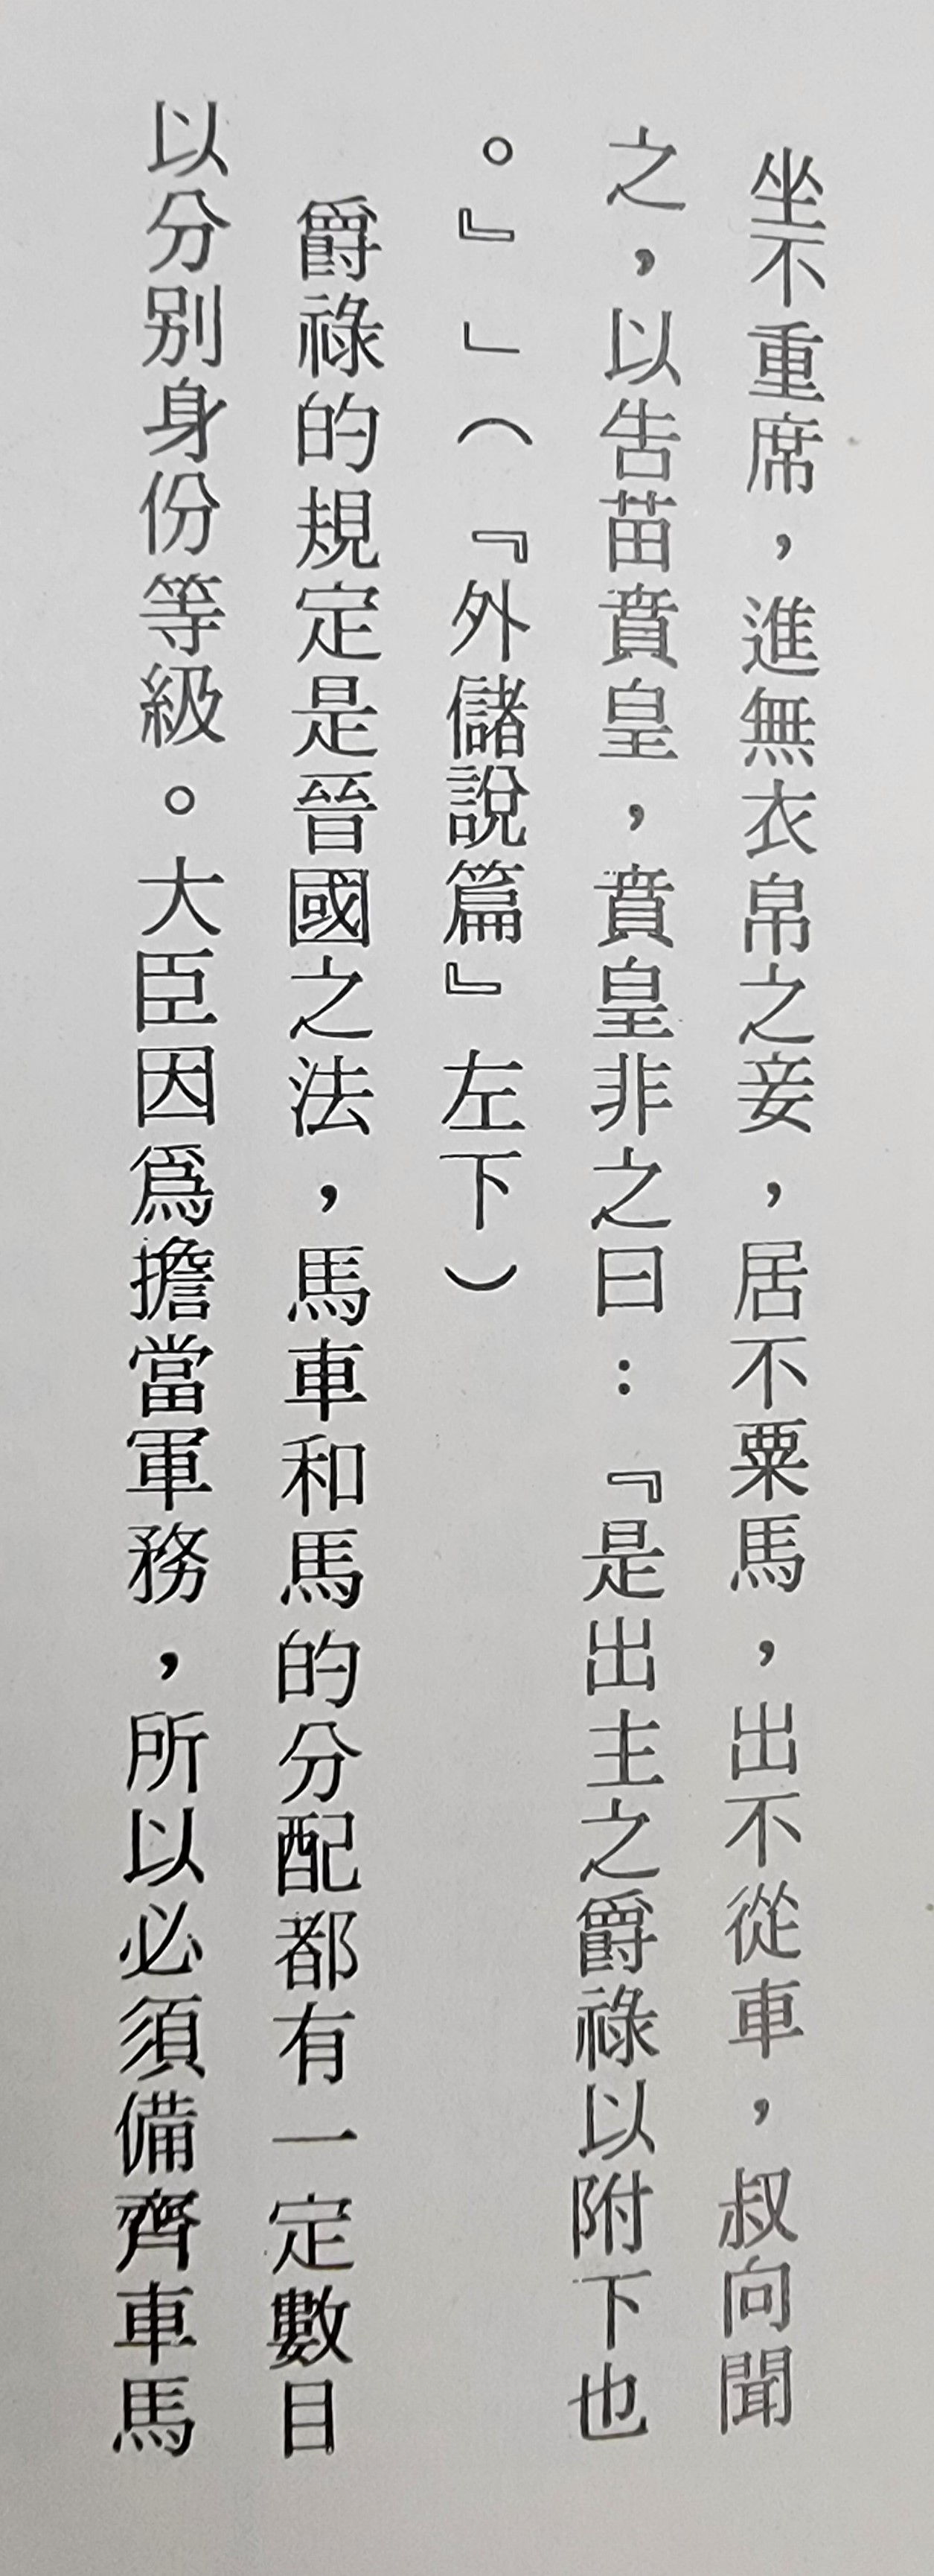 坐不重席，進無衣帛之妾，居不粟馬，出不從車，叔向聞
之，以告苗賁皇，賁皇非之曰：『是出主之爵祿以附下也
。』」（『外儲說篇』左下）
爵祿的規定是晉國之法，馬車和馬的分配都有一定數目
以分別身份等級。大臣因爲擔當軍務，所以必須備齊車馬